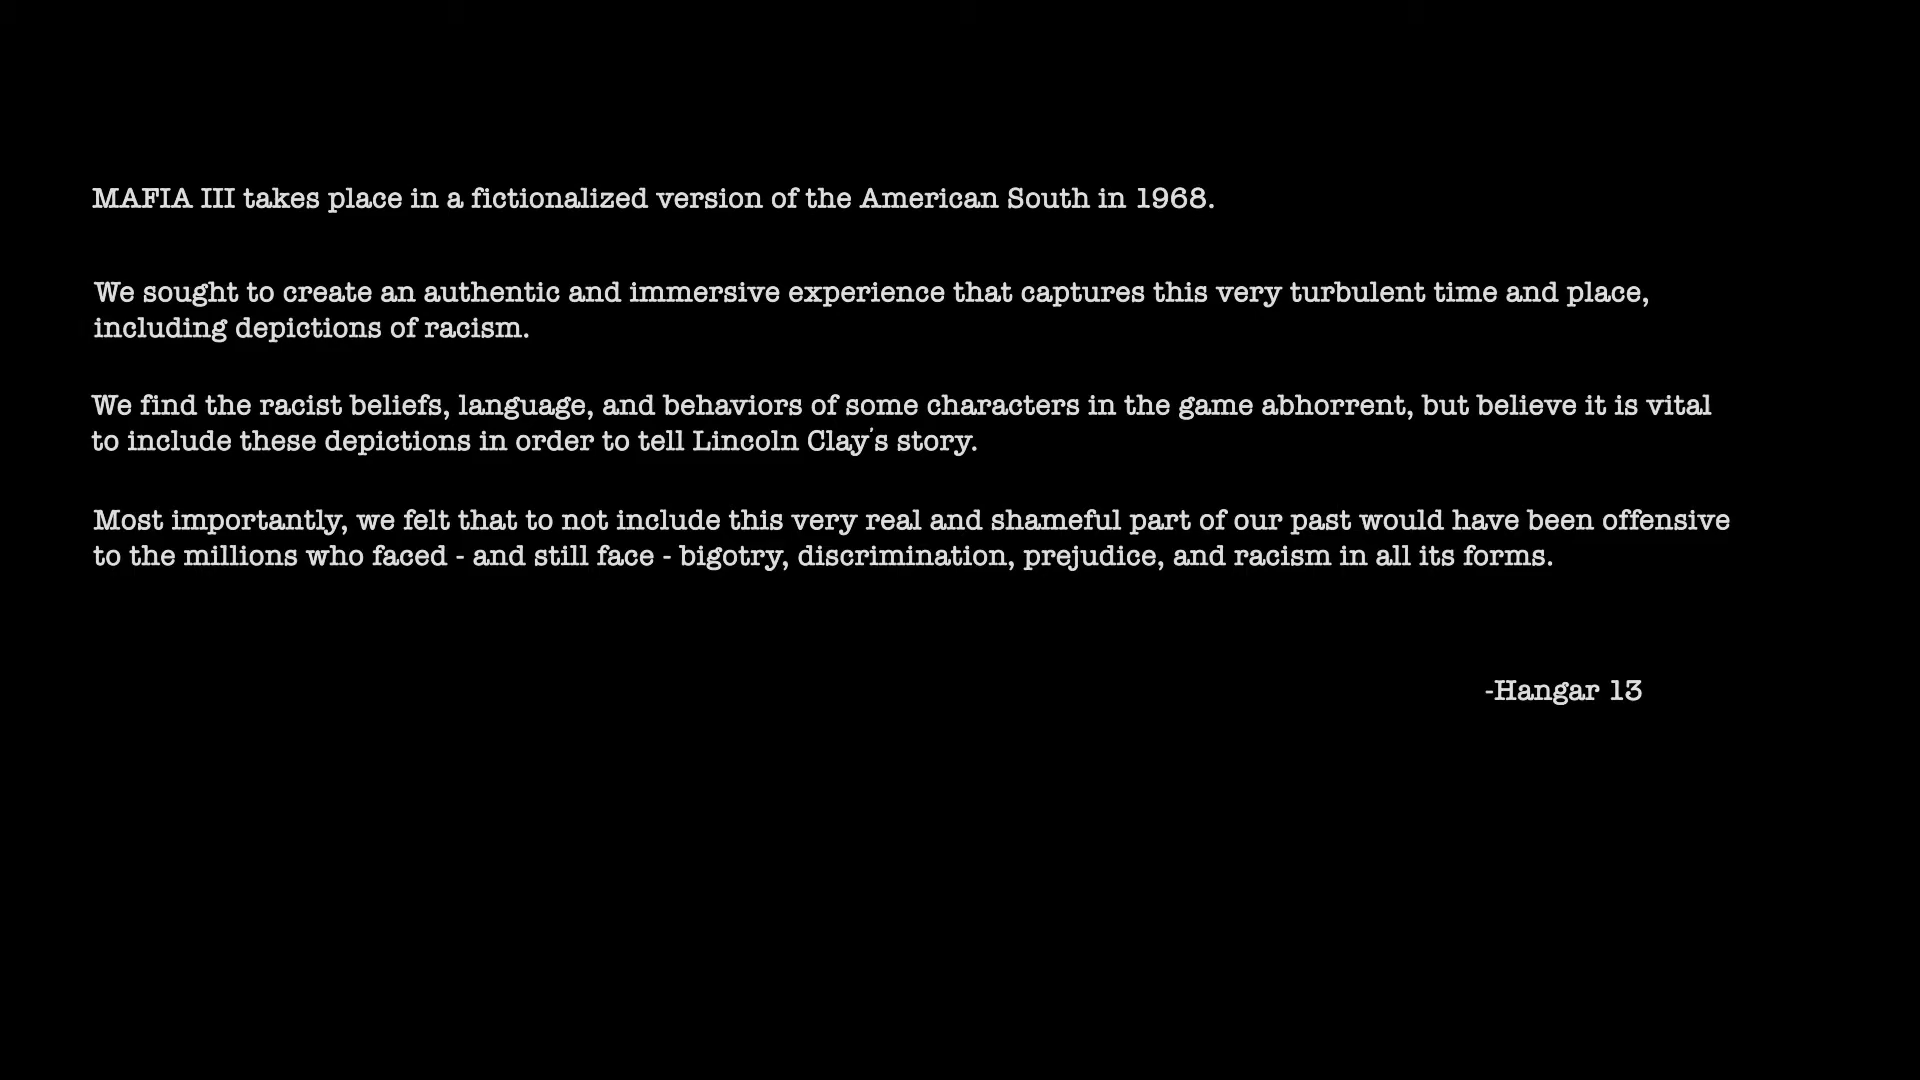 MAFIA III takes place in a fictionalized version of the American South in 1968.
We sought to create an authentic and immersive experience that captures this very turbulent time and place,
including depictions of racism.
We find the racist beliefs, language, and behaviors of some characters in the game abhorrent, but believe it is vital
to include these depictions in order to tell Lincoln Clay's story.
Most importantly, we felt that to not include this very real and shameful part of our past would have been offensive
to the millions who faced - and still face - bigotry, discrimination, prejudice, and racism in all its forms.
-Hangar 13